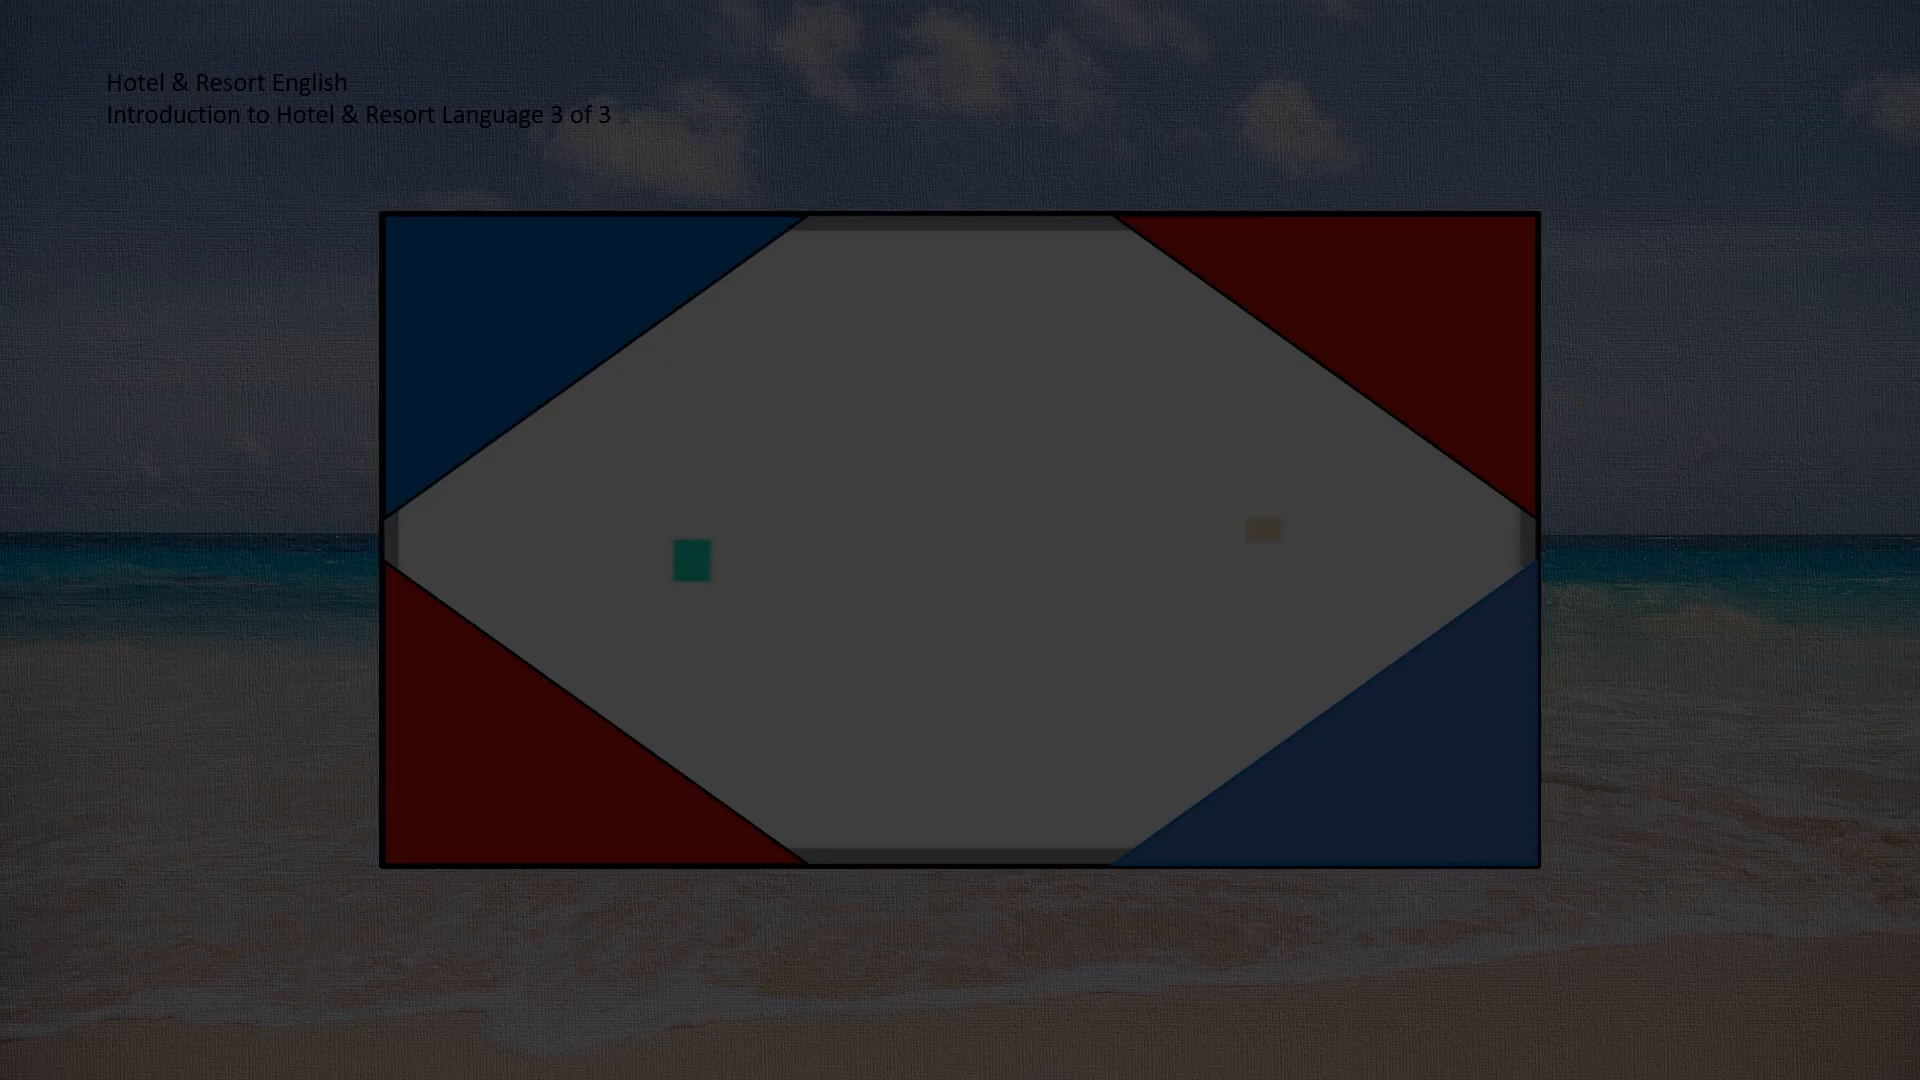 Hotel & Resort English
Introduction to Hotel & Resort Language 3 of 3